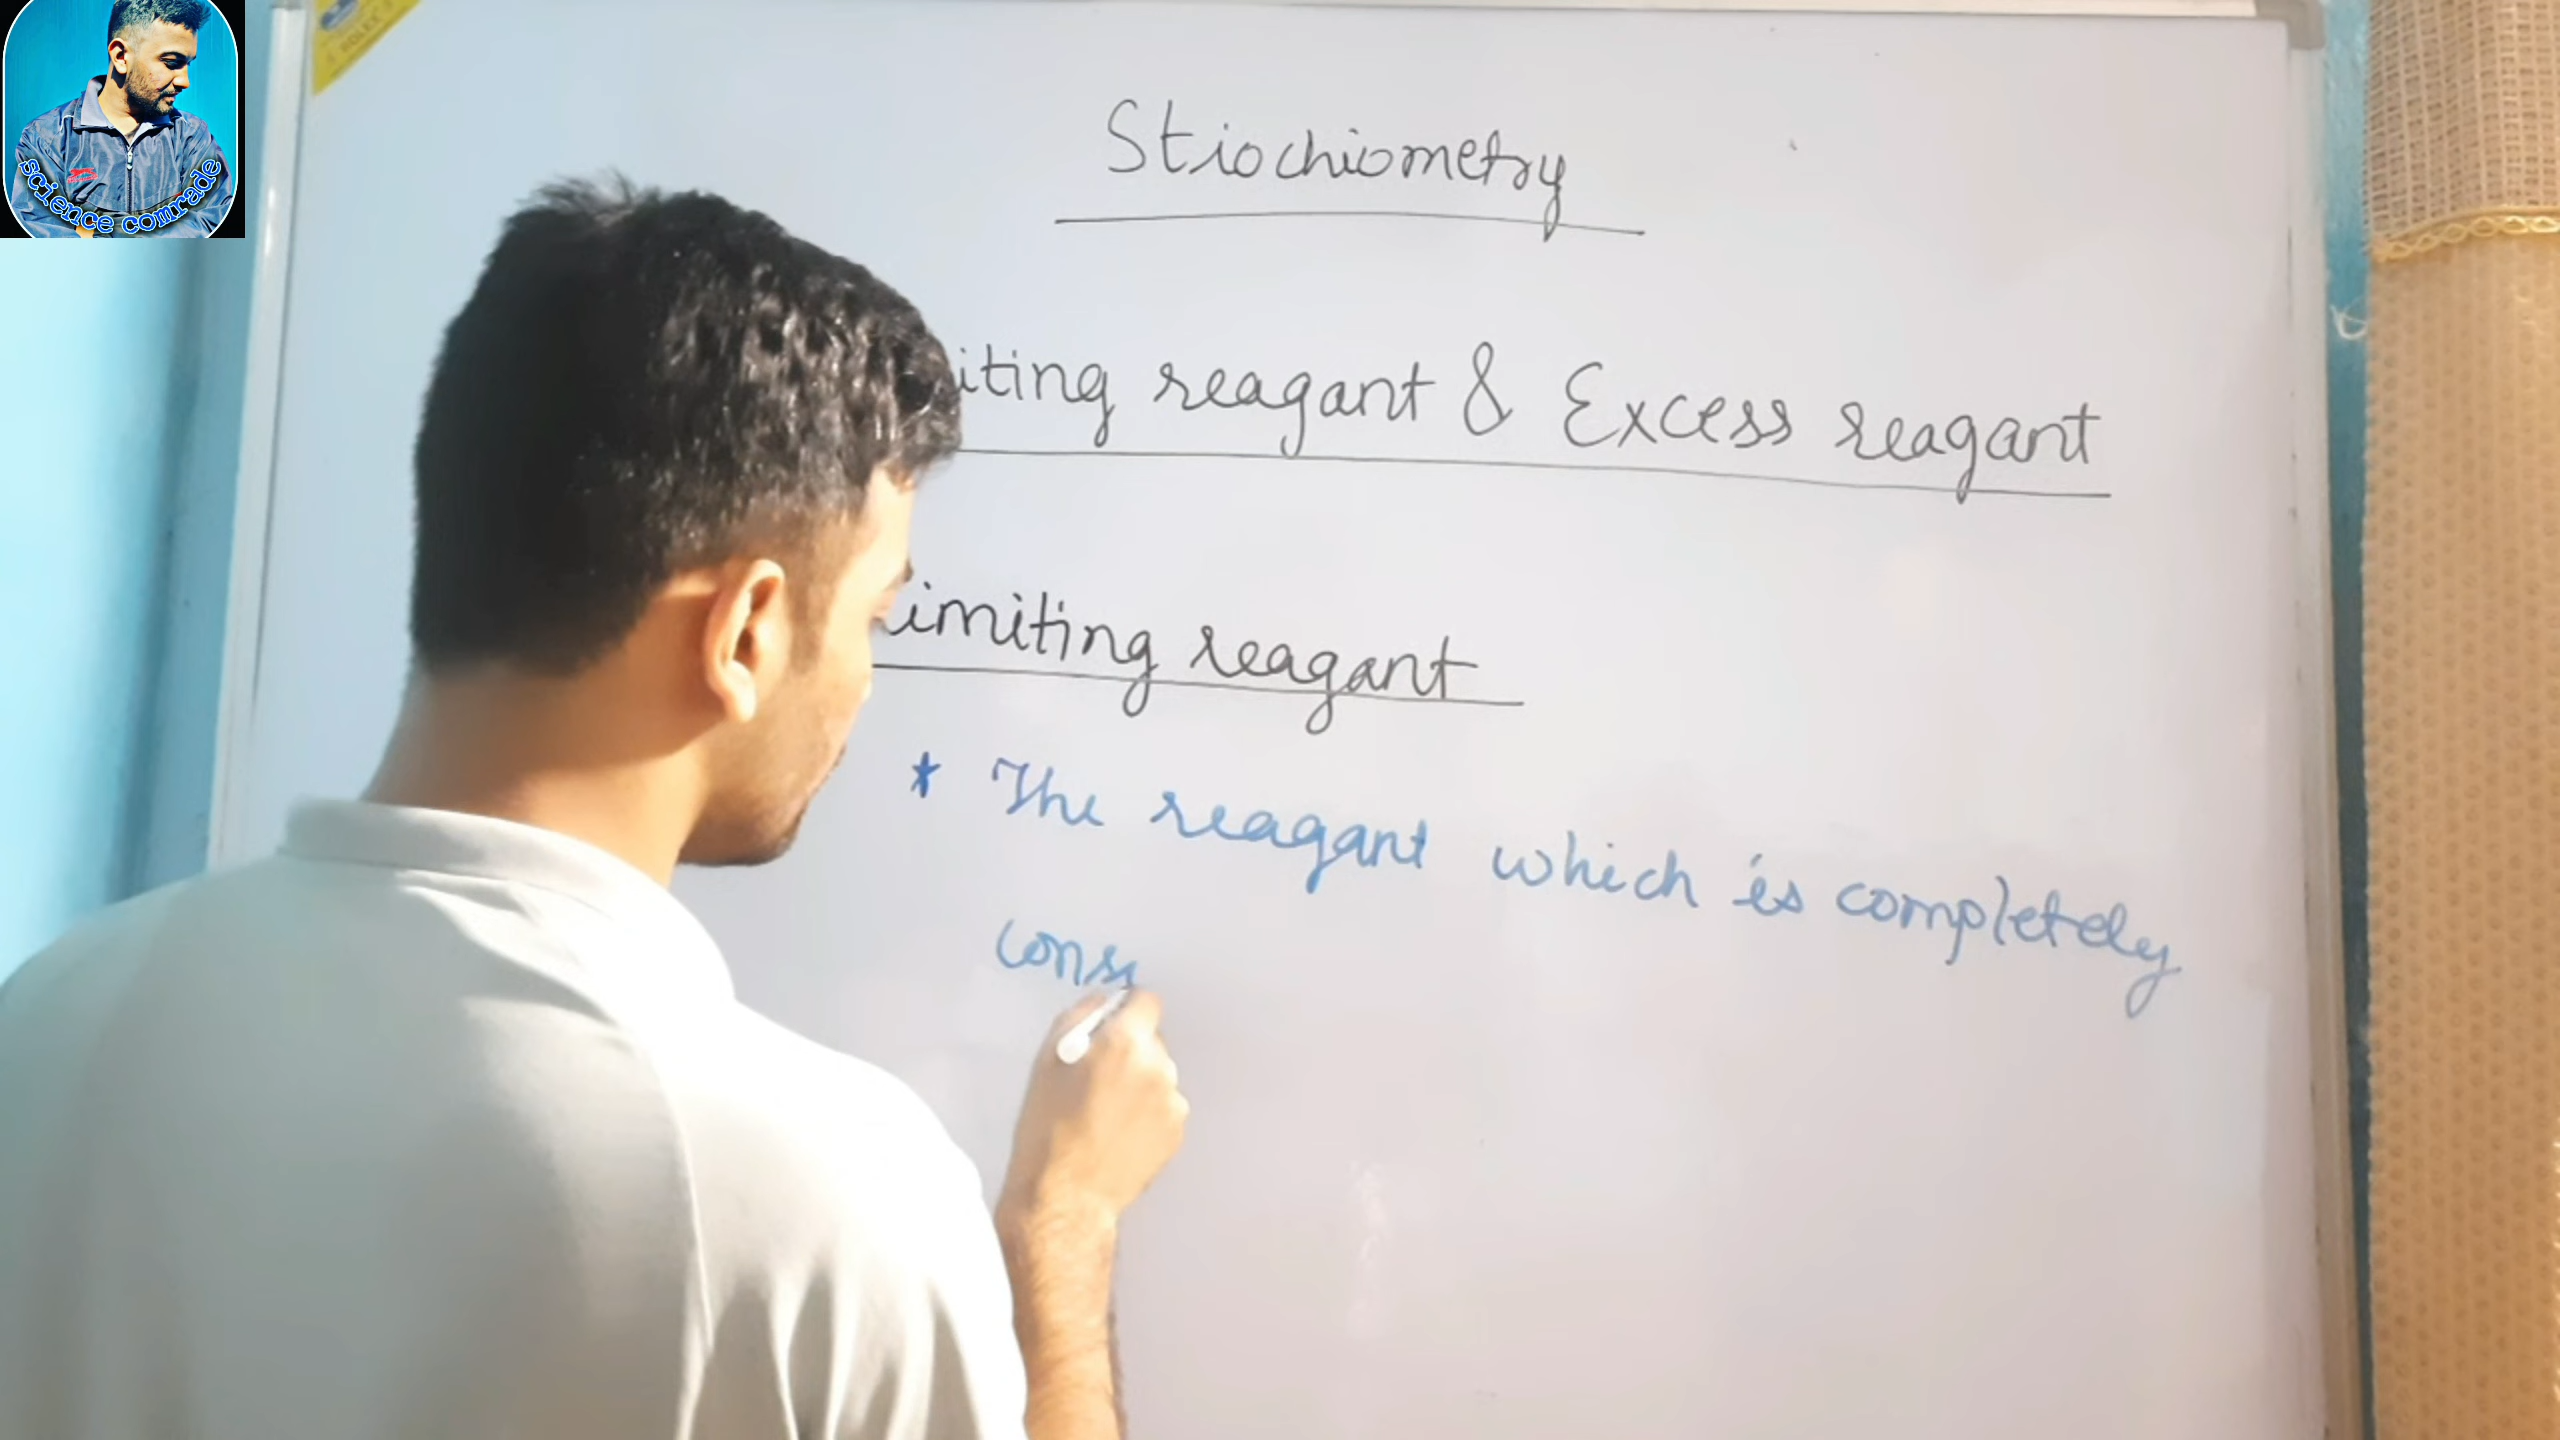 science comrade
Stiochiometry
iting reagant & Excess reagant
imiting reagant
* The reagant which is completely
cons